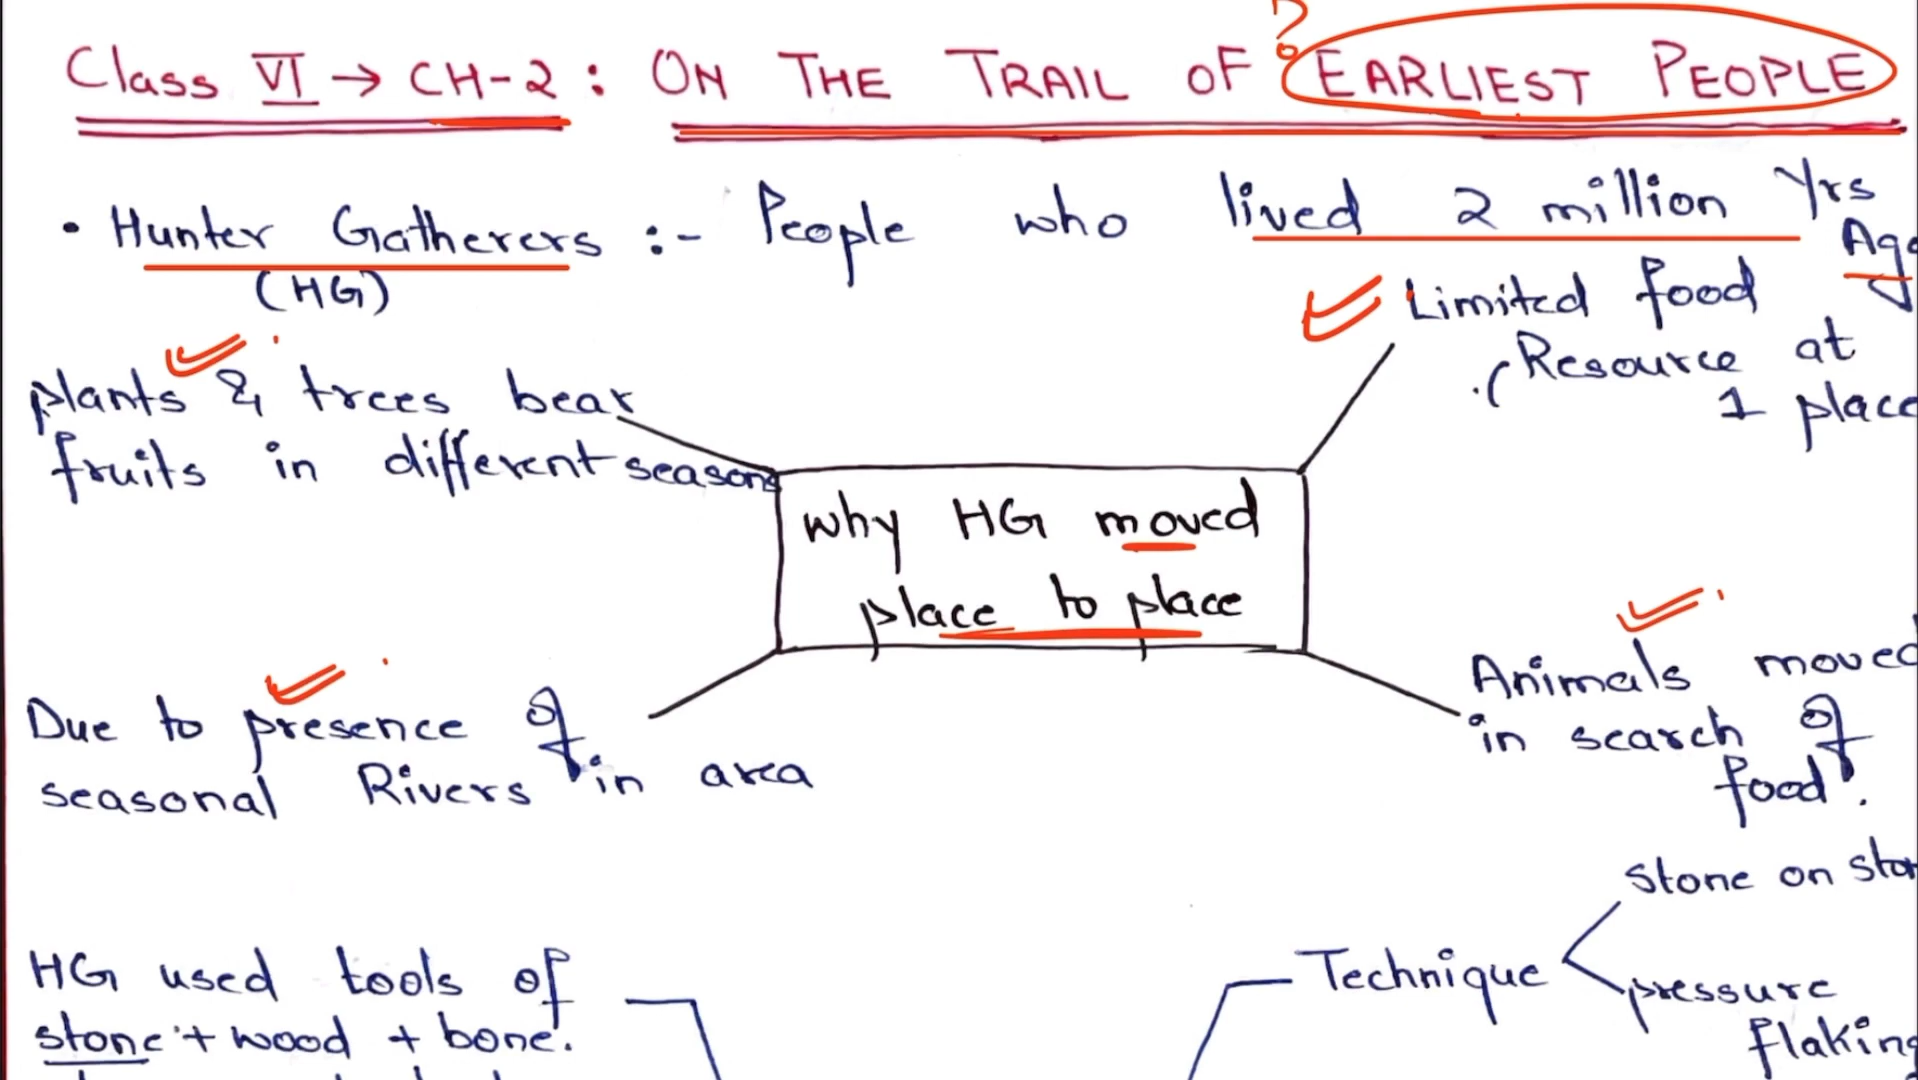 Class VI → CH-2 : ON THE TRAIL OF EARLIEST PEOPLE
?
• Hunter Gatherers :- People who lived 2 million Yrs
(HG)
Limited food
Resource at
1 place
plants & trees bear
fruits in different seasons
why HG moved
place to place
Due to presence of
seasonal Rivers in area
Animals moved
in search of
food.
stone on
Technique
pressure
flaking
HG used tools of
stone + wood + bone.